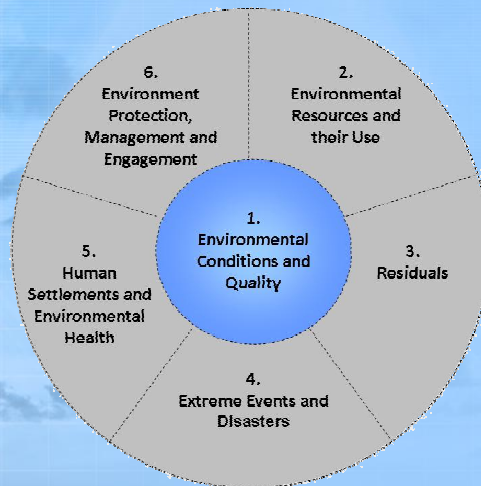 1.
Environmental
Conditions and
Quality
2.
Environmental
Resources and
their Use
3.
Residuals
4.
Extreme Events and
Disasters
5.
Human
Settlements and
Environmental
Health
6.
Environment
Protection,
Management and
Engagement